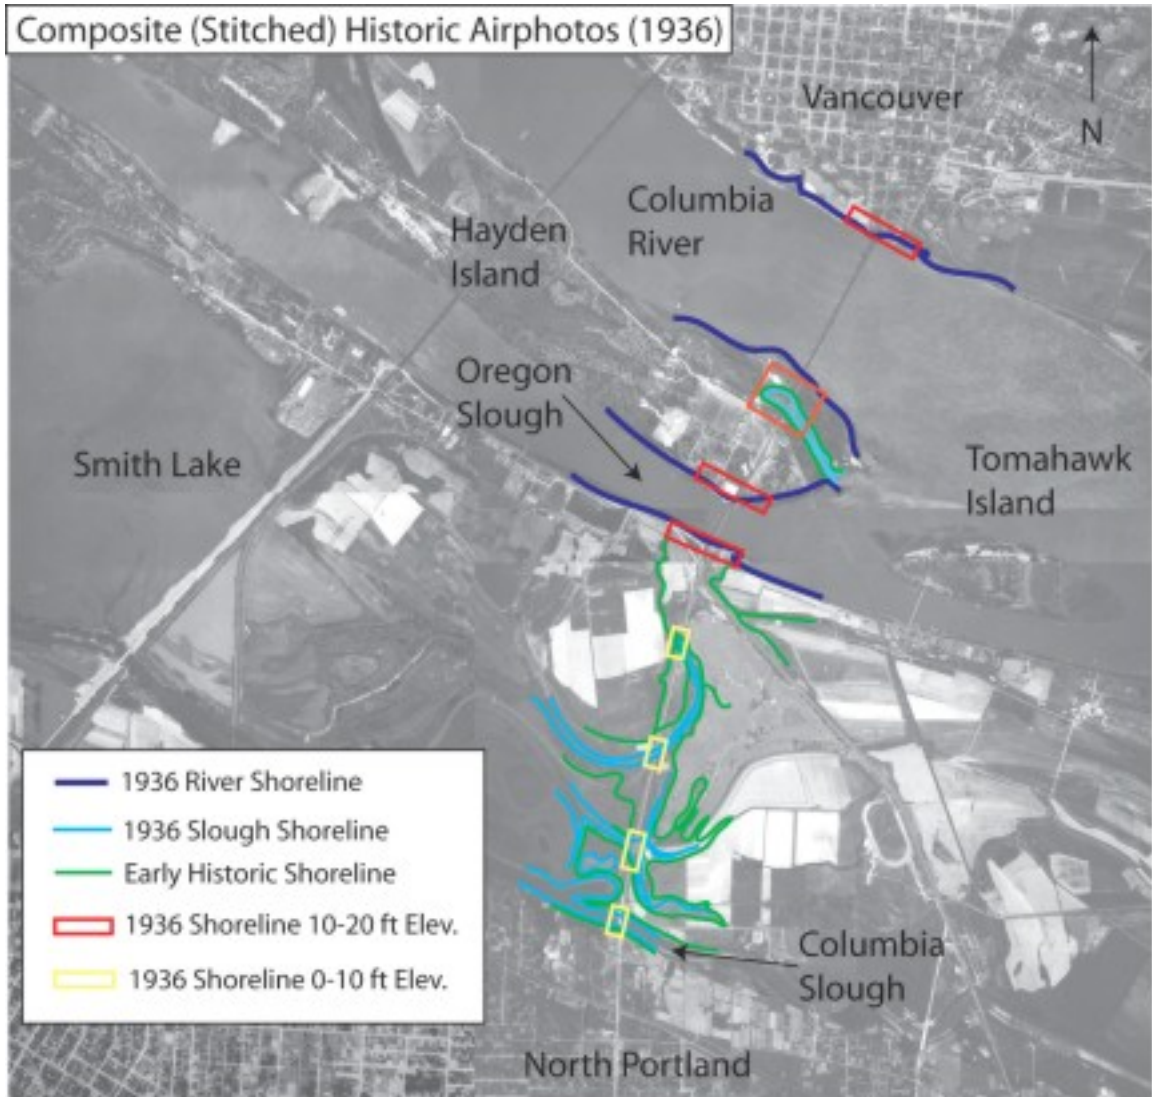 Composite (Stitched) Historic Airphotos (1936)
Vancouver
N
Columbia
River
Hayden
Island
Oregon
Slough
Smith Lake
Tomahawk
Island
1936 River Shoreline
1936 Slough Shoreline
Early Historic Shoreline
1936 Shoreline 10-20 ft Elev.
1936 Shoreline 0-10 ft Elev.
Columbia
Slough
North Portland